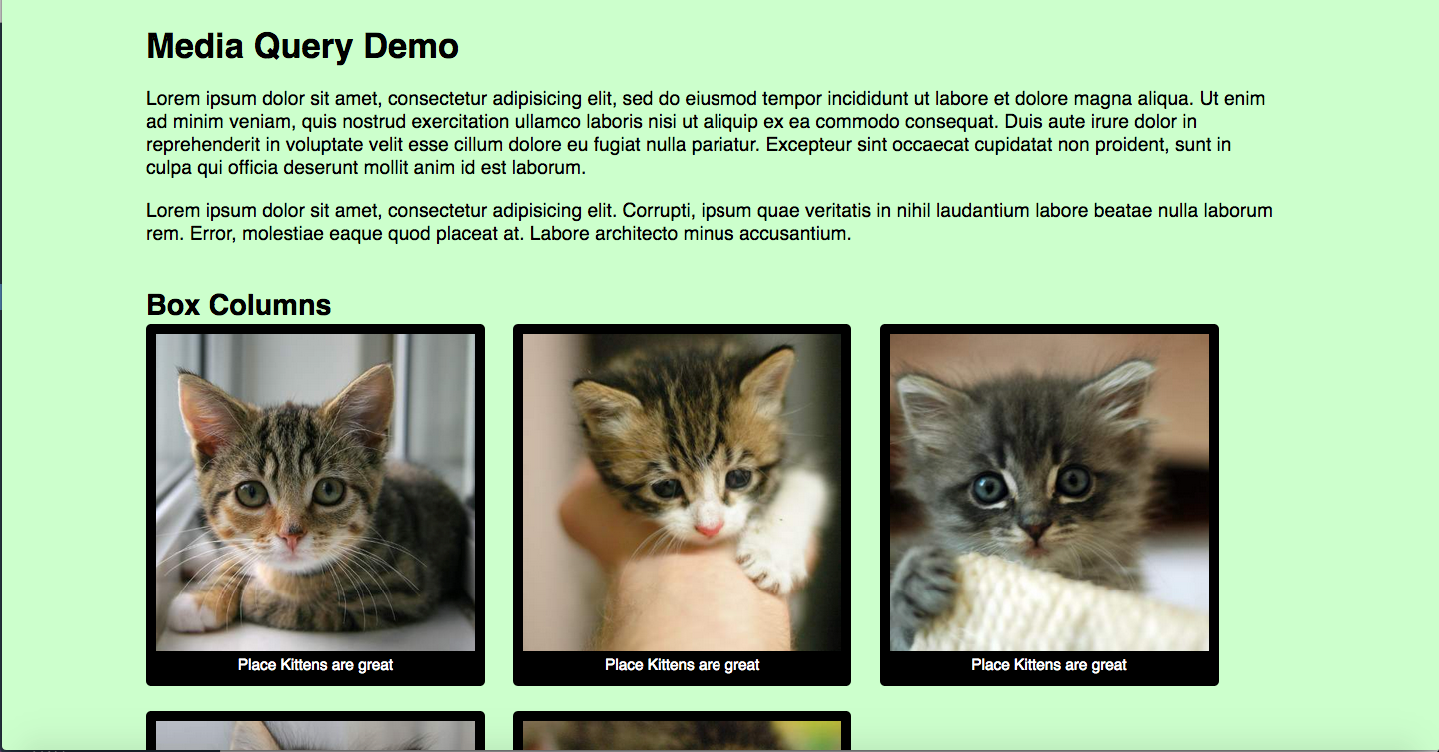 Media Query Demo
Lorem ipsum dolor sit amet, consectetur adipisicing elit, sed do eiusmod tempor incididunt ut labore et dolore magna aliqua. Ut enim
ad minim veniam, quis nostrud exercitation ullamco laboris nisi ut aliquip ex ea commodo consequat. Duis aute irure dolor in
reprehenderit in voluptate velit esse cillum dolore eu fugiat nulla pariatur. Excepteur sint occaecat cupidatat non proident, sunt in
culpa qui officia deserunt mollit anim id est laborum.
Lorem ipsum dolor sit amet, consectetur adipisicing elit. Corrupti, ipsum quae veritatis in nihil laudantium labore beatae nulla laborum
rem. Error, molestiae eaque quod placeat at. Labore architecto minus accusantium.
Box Columns
Place Kittens are great
Place Kittens are great
Place Kittens are great